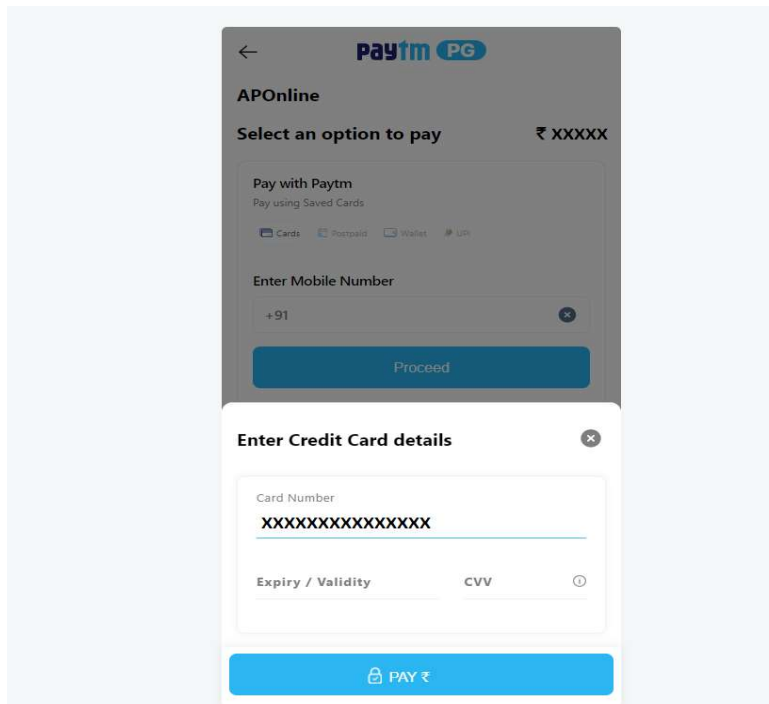 ← paytm PG
APOnline
Select an option to pay ₹ XXXXX
Pay with Paytm
Pay using Saved Cards
Cards Postpaid Wallet UPI
Enter Mobile Number
+91
Proceed
Enter Credit Card details
Card Number
XXXXXXXXXXXXXXX
Expiry / Validity CVV
PAY ₹